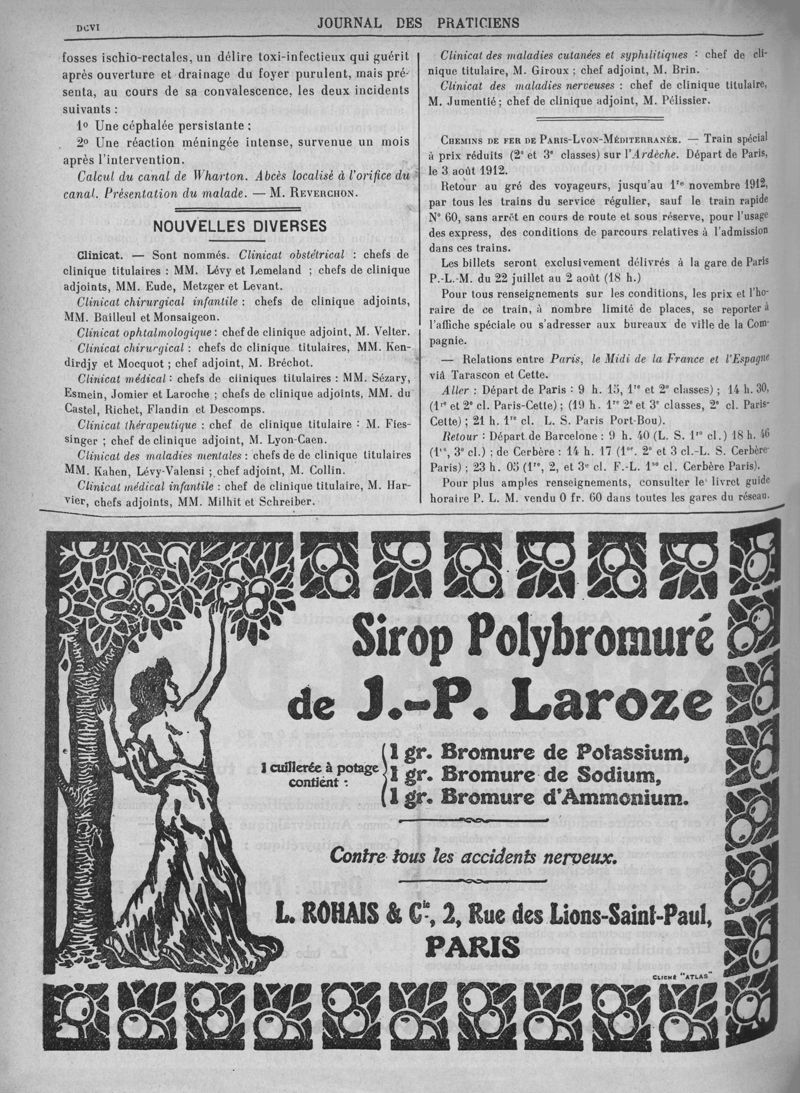 DCVI
JOURNAL DES PRATICIENS
fosses ischio-rectales, un délire toxi-infectieux qui guérit
après ouverture et drainage du foyer purulent, mais pré-
senta, au cours de sa convalescence, les deux incidents
suivants :
1º Une céphalée persistante ;
2º Une réaction méningée intense, survenue un mois
après l'intervention.
Calcul du canal de Wharton. Abcès localisé à l'orifice du
canal. Présentation du malade. — M. REVERCHON.
NOUVELLES DIVERSES
Clinicat. — Sont nommés. Clinicat obstétrical : chefs de
clinique titulaires : MM. Lévy et Lemeland ; chefs de clinique
adjoints, MM. Eude, Metzger et Levant.
Clinicat chirurgical infantile : chefs de clinique adjoints,
MM. Bailleul et Monsaigeon.
Clinicat ophtalmologique : chef de clinique adjoint, M. Velter.
Clinicat chirurgical : chefs dc clinique titulaires, MM. Ken-
dirdjy et Mocquot ; chef adjoint, M. Bréchot.
Clinicat médical : chefs de cliniques titulaires : MM. Sézary,
Esmein, Jomier et Laroche ; chefs de clinique adjoints, MM. du
Castel, Richet, Flandin et Descomps.
Clinicat thérapeutique : chef de clinique titulaire : M. Fies-
singer ; chef de clinique adjoint, M. Lyon-Caen.
Clinicat des maladies mentales : chefs de de clinique titulaires
MM. Kahen, Lévy-Valensi ; chef adjoint, M. Collin.
Clinicat médical infantile : chef de clinique titulaire, M. Har-
vier, chefs adjoints, MM. Milhit et Schreiber.
Clinicat des maladies cutanées et syphilitiques : chef de cli-
nique titulaire, M. Giroux ; chef adjoint, M. Brin.
Clinicat des maladies nerveuses : chef de clinique titulaire,
M. Jumentié ; chef de clinique adjoint, M. Pélissier.
CHEMINS DE FER DE PARIS-LYON-MÉDITERRANÉE. — Train spécial
à prix réduits (2e et 3e classes) sur l'Ardèche. Départ de Paris,
le 3 août 1912.
Retour au gré des voyageurs, jusqu'au 1re novembre 1912,
par tous les trains du service régulier, sauf le train rapide
N° 60, sans arrêt en cours de route et sous réserve, pour l'usage
des express, des conditions de parcours relatives à l'admission
dans ces trains.
Les billets seront exclusivement délivrés à la gare de Paris
P.-L.-M. du 22 juillet au 2 août (18 h.)
Pour tous renseignements sur les conditions, les prix et l'ho-
raire de ce train, à nombre limité de places, se reporter à
l'affiche spéciale ou s'adresser aux bureaux de ville de la Com-
pagnie.
— Relations entre Paris, le Midi de la France et l'Espagne
viâ Tarascon et Cette.
Aller : Départ de Paris : 9 h. 15, 1re et 2e classes) ; 14 h. 30,
(1re et 2e cl. Paris-Cette) ; (19 h. 1re 2e et 3e classes, 2e cl. Paris-
Cette) ; 21 h. 1re cl. L. S. Paris Port-Bou).
Retour : Départ de Barcelone : 9 h. 40 (L. S. 1re cl.) 18 h. 46
(1re, 3e cl.) ; de Cerbère : 14 h. 17 (1re. 2e et 3 cl.-L. S. Cerbère-
Paris) ; 23 h. 05 (1re, 2, et 3e cl. F.-L. 1re cl. Cerbère Paris).
Pour plus amples renseignements, consulter le livret guide
horaire P. L. M. vendu 0 fr. 60 dans toutes les gares du réseau.
Sirop Polybromuré
de J.-P. Laroze
1 cuillerée à potage contient :
1 gr. Bromure de Potassium,
1 gr. Bromure de Sodium,
1 gr. Bromure d'Ammonium.
Contre tous les accidents nerveux.
L. ROHAIS & Cie, 2, Rue des Lions-Saint-Paul,
PARIS
CLICHÉ "ATLAS"